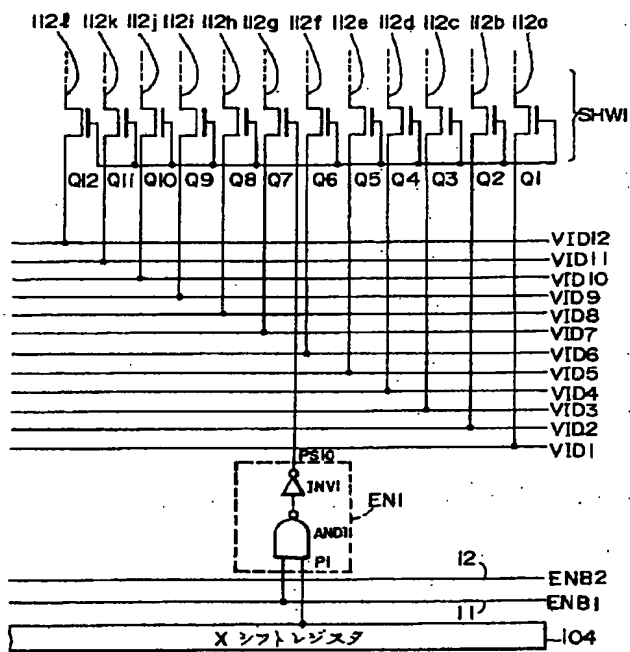 112ℓ 112k 112j 112i 112h 112g 112f 112e 112d 112c 112b 112a
SHW1
Q12 Q11 Q10 Q9 Q8 Q7 Q6 Q5 Q4 Q3 Q2 Q1
VID12
VID11
VID10
VID9
VID8
VID7
VID6
VID5
VID4
VID3
VID2
VID1
PS10
INV1
EN1
AND11
P1
12
ENB2
ENB1
11
X シフトレジスタ
104